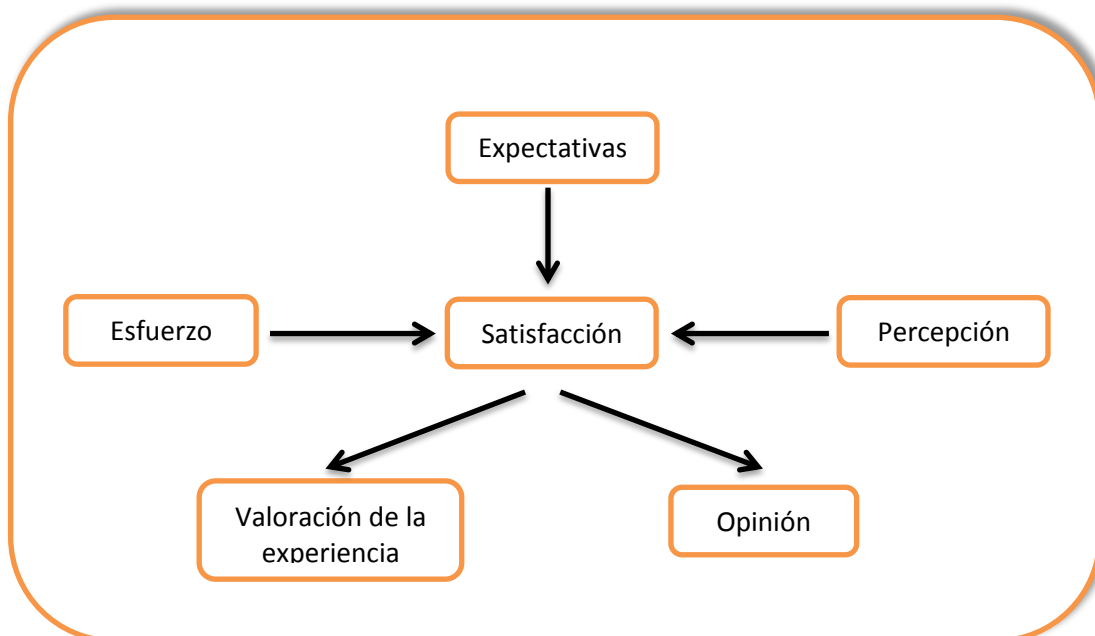 Expectativas
Esfuerzo
Satisfacción
Percepción
Valoración de la
experiencia
Opinión